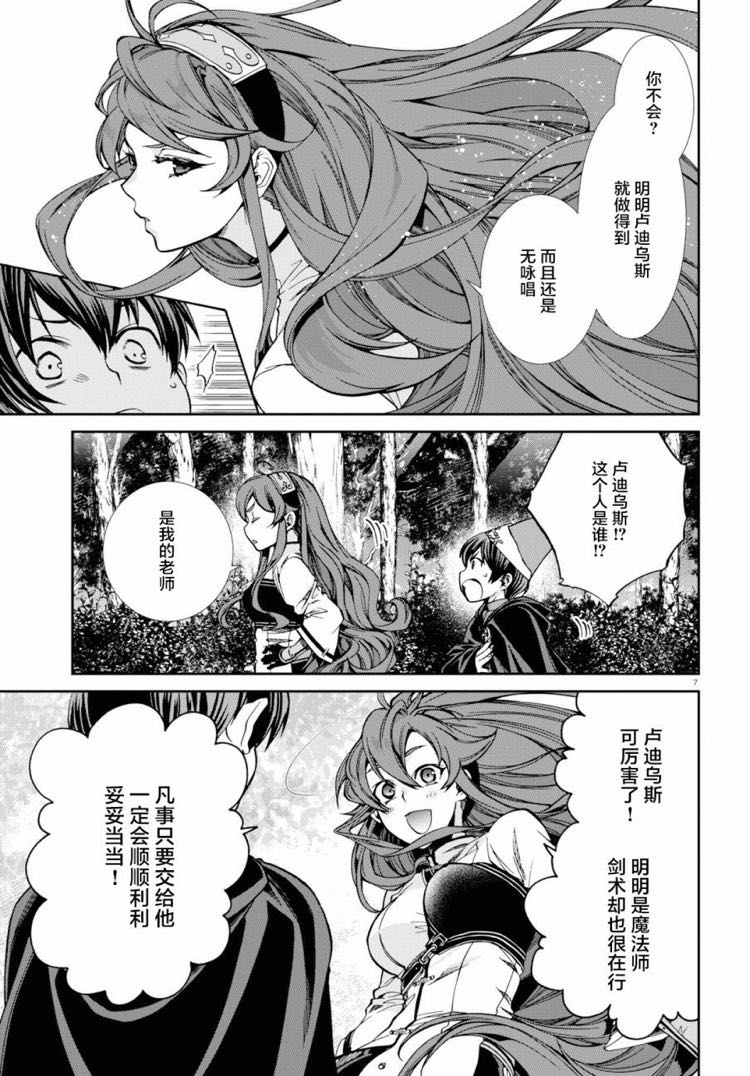 你不会？
明明卢迪乌斯
就做得到
而且还是
无咏唱
卢迪乌斯!?
这个人是谁!?
是我的老师
7
卢迪乌斯
可厉害了！
明明是魔法师
剑术却也很在行
凡事只要交给他
一定会顺顺利利
妥妥当当！